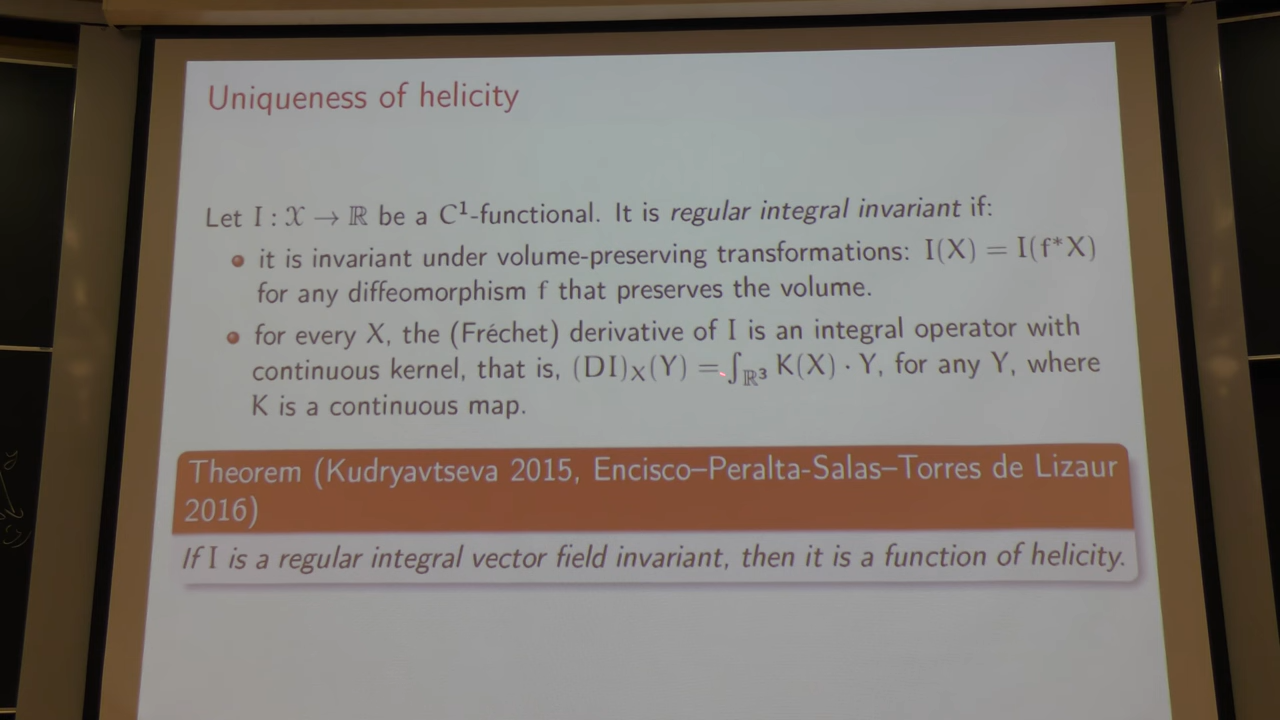 Uniqueness of helicity
Let I : 𝒳 → ℝ be a C¹-functional. It is regular integral invariant if:
• it is invariant under volume-preserving transformations: I(X) = I(f*X)
for any diffeomorphism f that preserves the volume.
• for every X, the (Fréchet) derivative of I is an integral operator with
continuous kernel, that is, (DI)_X(Y) = ∫_ℝ³ K(X) · Y, for any Y, where
K is a continuous map.
Theorem (Kudryavtseva 2015, Encisco–Peralta-Salas–Torres de Lizaur
2016)
If I is a regular integral vector field invariant, then it is a function of helicity.